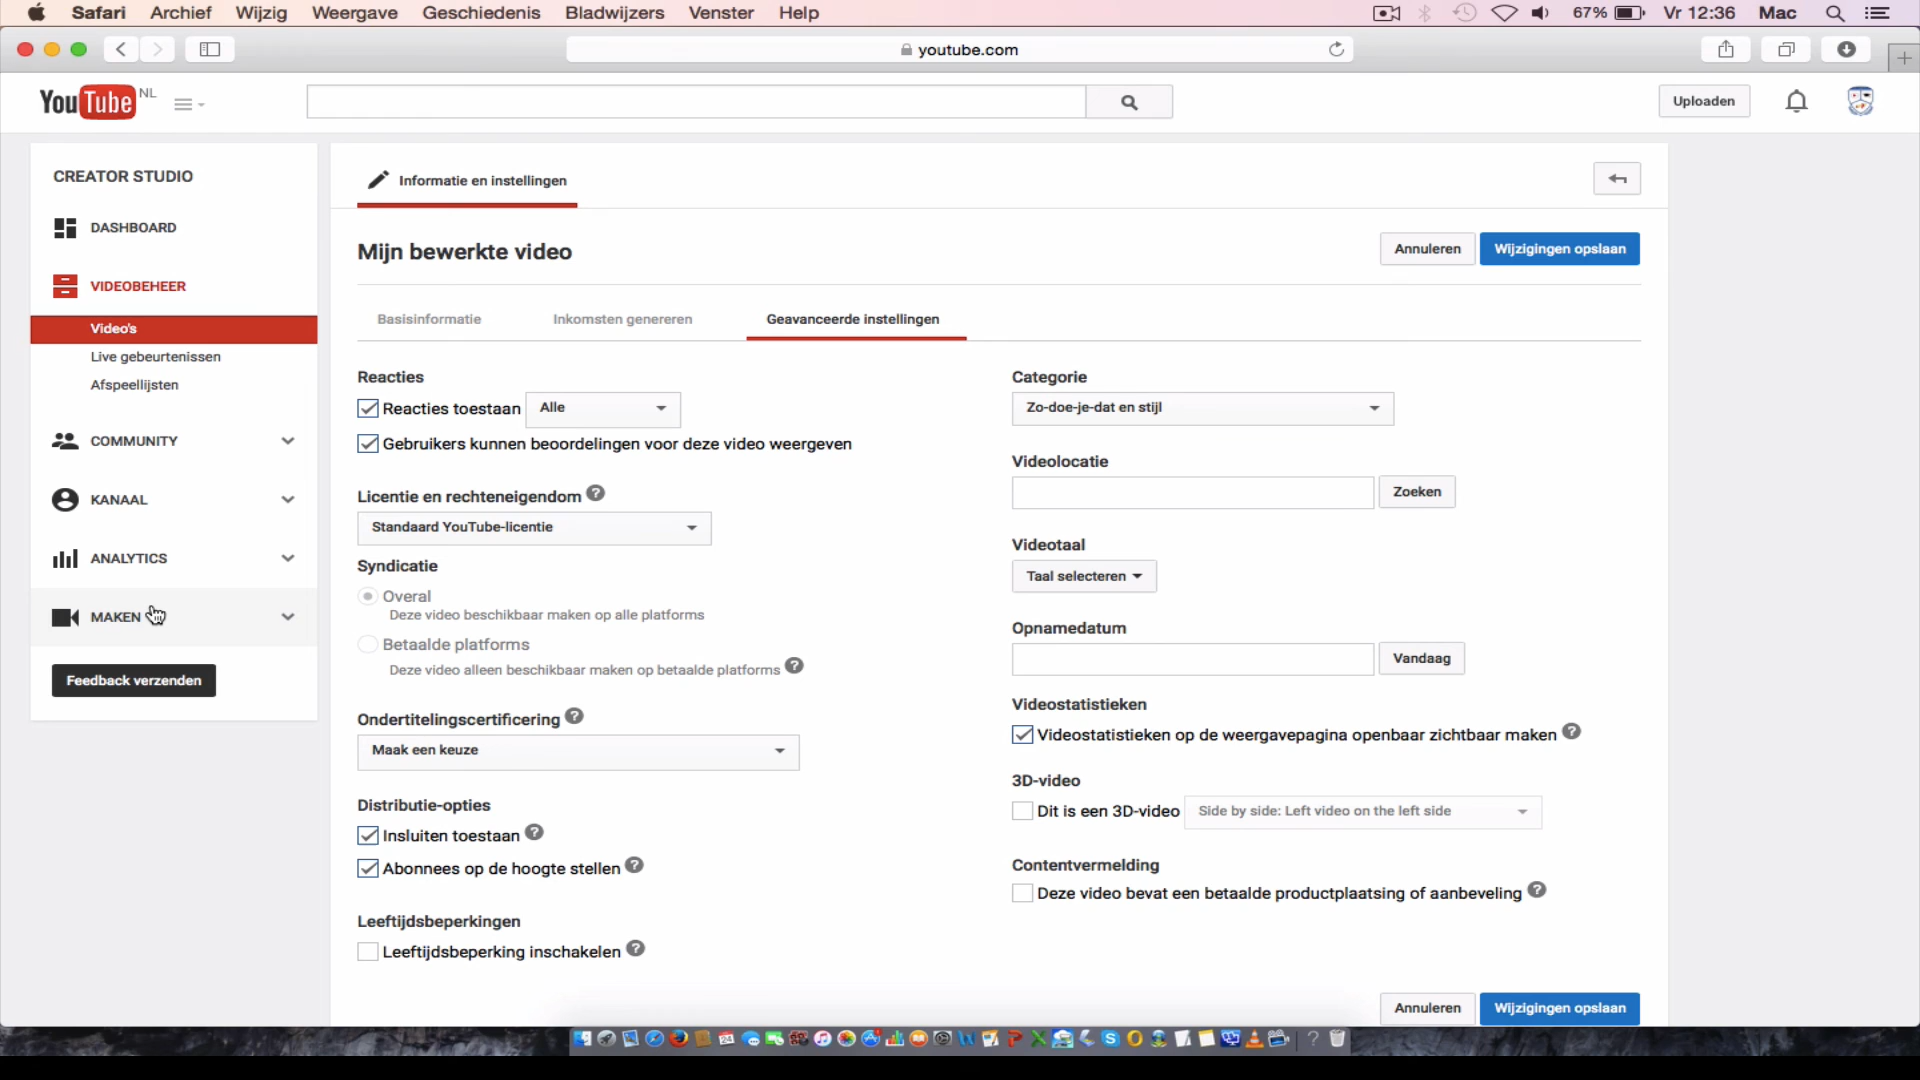 Safari Archief Wijzig Weergave Geschiedenis Bladwijzers Venster Help 67% Vr 12:36 Mac
youtube.com
YouTube NL Uploaden
CREATOR STUDIO
DASHBOARD
VIDEOBEHEER
Video's
Live gebeurtenissen
Afspeellijsten
COMMUNITY
KANAAL
ANALYTICS
MAKEN
Feedback verzenden
Informatie en instellingen
Mijn bewerkte video
Annuleren Wijzigingen opslaan
Basisinformatie Inkomsten genereren Geavanceerde instellingen
Reacties
Reacties toestaan Alle
Gebruikers kunnen beoordelingen voor deze video weergeven
Licentie en rechteneigendom ?
Standaard YouTube-licentie
Syndicatie
Overal
Deze video beschikbaar maken op alle platforms
Betaalde platforms
Deze video alleen beschikbaar maken op betaalde platforms ?
Ondertitelingscertificering ?
Maak een keuze
Distributie-opties
Insluiten toestaan ?
Abonnees op de hoogte stellen ?
Leeftijdsbeperkingen
Leeftijdsbeperking inschakelen ?
Categorie
Zo-doe-je-dat en stijl
Videolocatie
Zoeken
Videotaal
Taal selecteren
Opnamedatum
Vandaag
Videostatistieken
Videostatistieken op de weergavepagina openbaar zichtbaar maken ?
3D-video
Dit is een 3D-video Side by side: Left video on the left side
Contentvermelding
Deze video bevat een betaalde productplaatsing of aanbeveling ?
Annuleren Wijzigingen opslaan